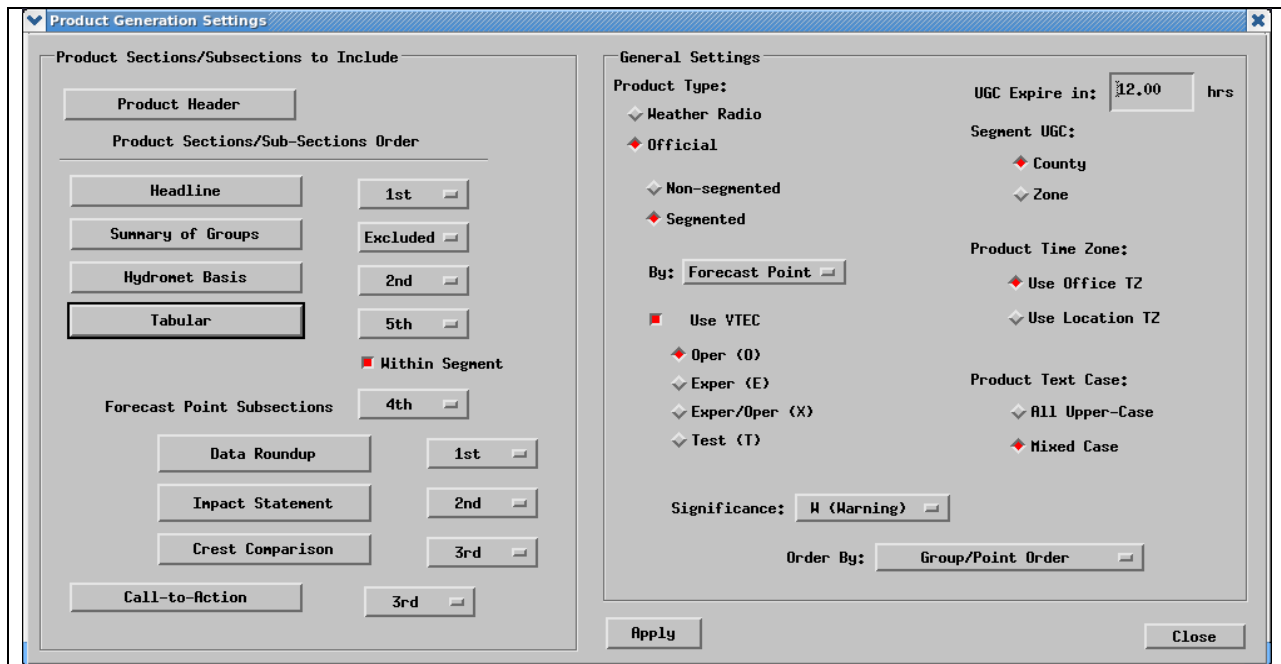 Product Generation Settings
Product Sections/Subsections to Include
Product Header
Product Sections/Sub-Sections Order
Headline 1st
Summary of Groups Excluded
Hydromet Basis 2nd
Tabular 5th
Within Segment
Forecast Point Subsections 4th
Data Roundup 1st
Impact Statement 2nd
Crest Comparison 3rd
Call-to-Action 3rd
General Settings
Product Type:
Weather Radio
Official
Non-segmented
Segmented
By: Forecast Point
Use VTEC
Oper (O)
Exper (E)
Exper/Oper (X)
Test (T)
UGC Expire in: 12.00 hrs
Segment UGC:
County
Zone
Product Time Zone:
Use Office TZ
Use Location TZ
Product Text Case:
All Upper-Case
Mixed Case
Significance: W (Warning)
Order By: Group/Point Order
Apply
Close